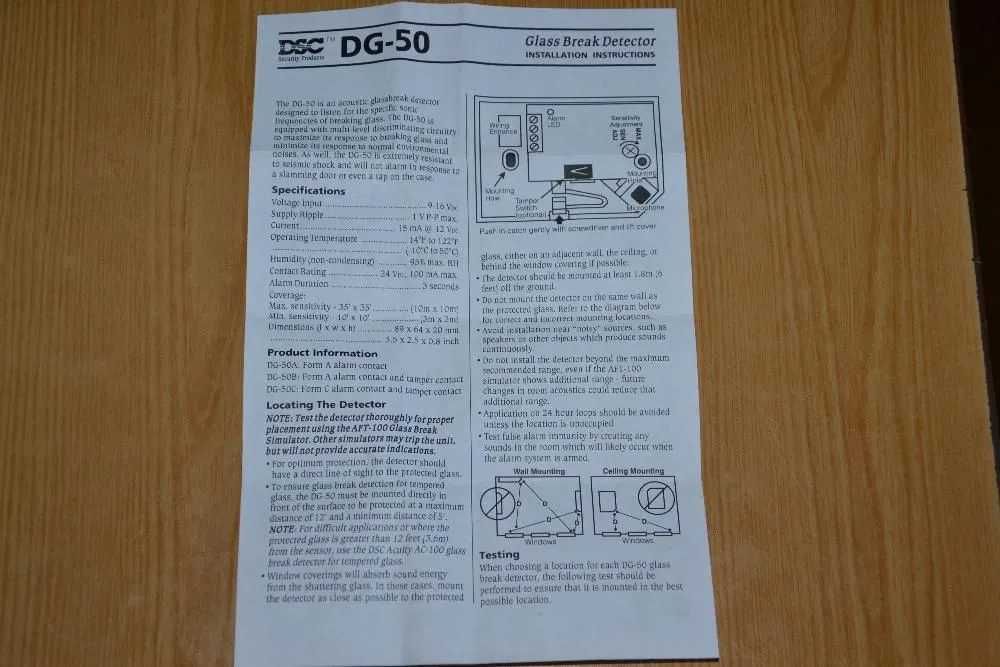 DSC™ DG-50
Security Products
Glass Break Detector
INSTALLATION INSTRUCTIONS
The DG-50 is an acoustic glassbreak detector
designed to listen for the specific sonic
frequencies of breaking glass. The DG-50 is
equipped with multi-level discriminating circuitry
to maximize its response to breaking glass and
minimize its response to normal environmental
noises. As well, the DG-50 is extremely resistant
to seismic shock and will not alarm in response to
a slamming door or even a tap on the case.
Specifications
Voltage Input ........ 9-16 VDC
Supply Ripple ........ 1 V P-P max.
Current ........ 15 mA @ 12 VDC
Operating Temperature ........ 14°F to 122°F
........ (-10°C to 50°C)
Humidity (non-condensing) ........ 95% max. RH
Contact Rating ........ 24 VDC, 100 mA max.
Alarm Duration ........ 3 seconds
Coverage:
Max. sensitivity - 35' x 35' ........ (10m x 10m)
Min. sensitivity - 10' x 10' ........ (3m x 3m)
Dimensions (l x w x h) ........ 89 x 64 x 20 mm
........ 3.5 x 2.5 x 0.8 inch
Product Information
DG-50A: Form A alarm contact
DG-50B: Form A alarm contact and tamper contact
DG-50C: Form C alarm contact and tamper contact
Locating The Detector
NOTE: Test the detector thoroughly for proper
placement using the AFT-100 Glass Break
Simulator. Other simulators may trip the unit,
but will not provide accurate indications.
• For optimum protection, the detector should
have a direct line of sight to the protected glass.
• To ensure glass break detection for tempered
glass, the DG-50 must be mounted directly in
front of the surface to be protected at a maximum
distance of 12' and a minimum distance of 5'.
NOTE: For difficult applications or where the
protected glass is greater than 12 feet (3.6m)
from the sensor, use the DSC Acuity AC-100 glass
break detector for tempered glass.
• Window coverings will absorb sound energy
from the shattering glass. In these cases, mount
the detector as close as possible to the protected
Wiring
Entrance
Alarm
LED
Sensitivity
Adjustment
SEN
ADJ
MAX
Mounting
Hole
Mounting
Hole
Tamper
Switch
(optional)
Microphone
Push in catch gently with screwdriver and lift cover
glass, either on an adjacent wall, the ceiling, or
behind the window covering if possible.
• The detector should be mounted at least 1.8m (6
feet) off the ground.
• Do not mount the detector on the same wall as
the protected glass. Refer to the diagram below
for correct and incorrect mounting locations.
• Avoid installation near "noisy" sources, such as
speakers or other objects which produce sounds
continuously.
• Do not install the detector beyond the maximum
recommended range, even if the AFT-100
simulator shows additional range - future
changes in room acoustics could reduce that
additional range.
• Application on 24 hour loops should be avoided
unless the location is unoccupied.
• Test false alarm immunity by creating any
sounds in the room which will likely occur when
the alarm system is armed.
Wall Mounting
Ceiling Mounting
D
D
D
D
D
Windows
Windows
Testing
When choosing a location for each DG-50 glass
break detector, the following test should be
performed to ensure that it is mounted in the best
possible location.